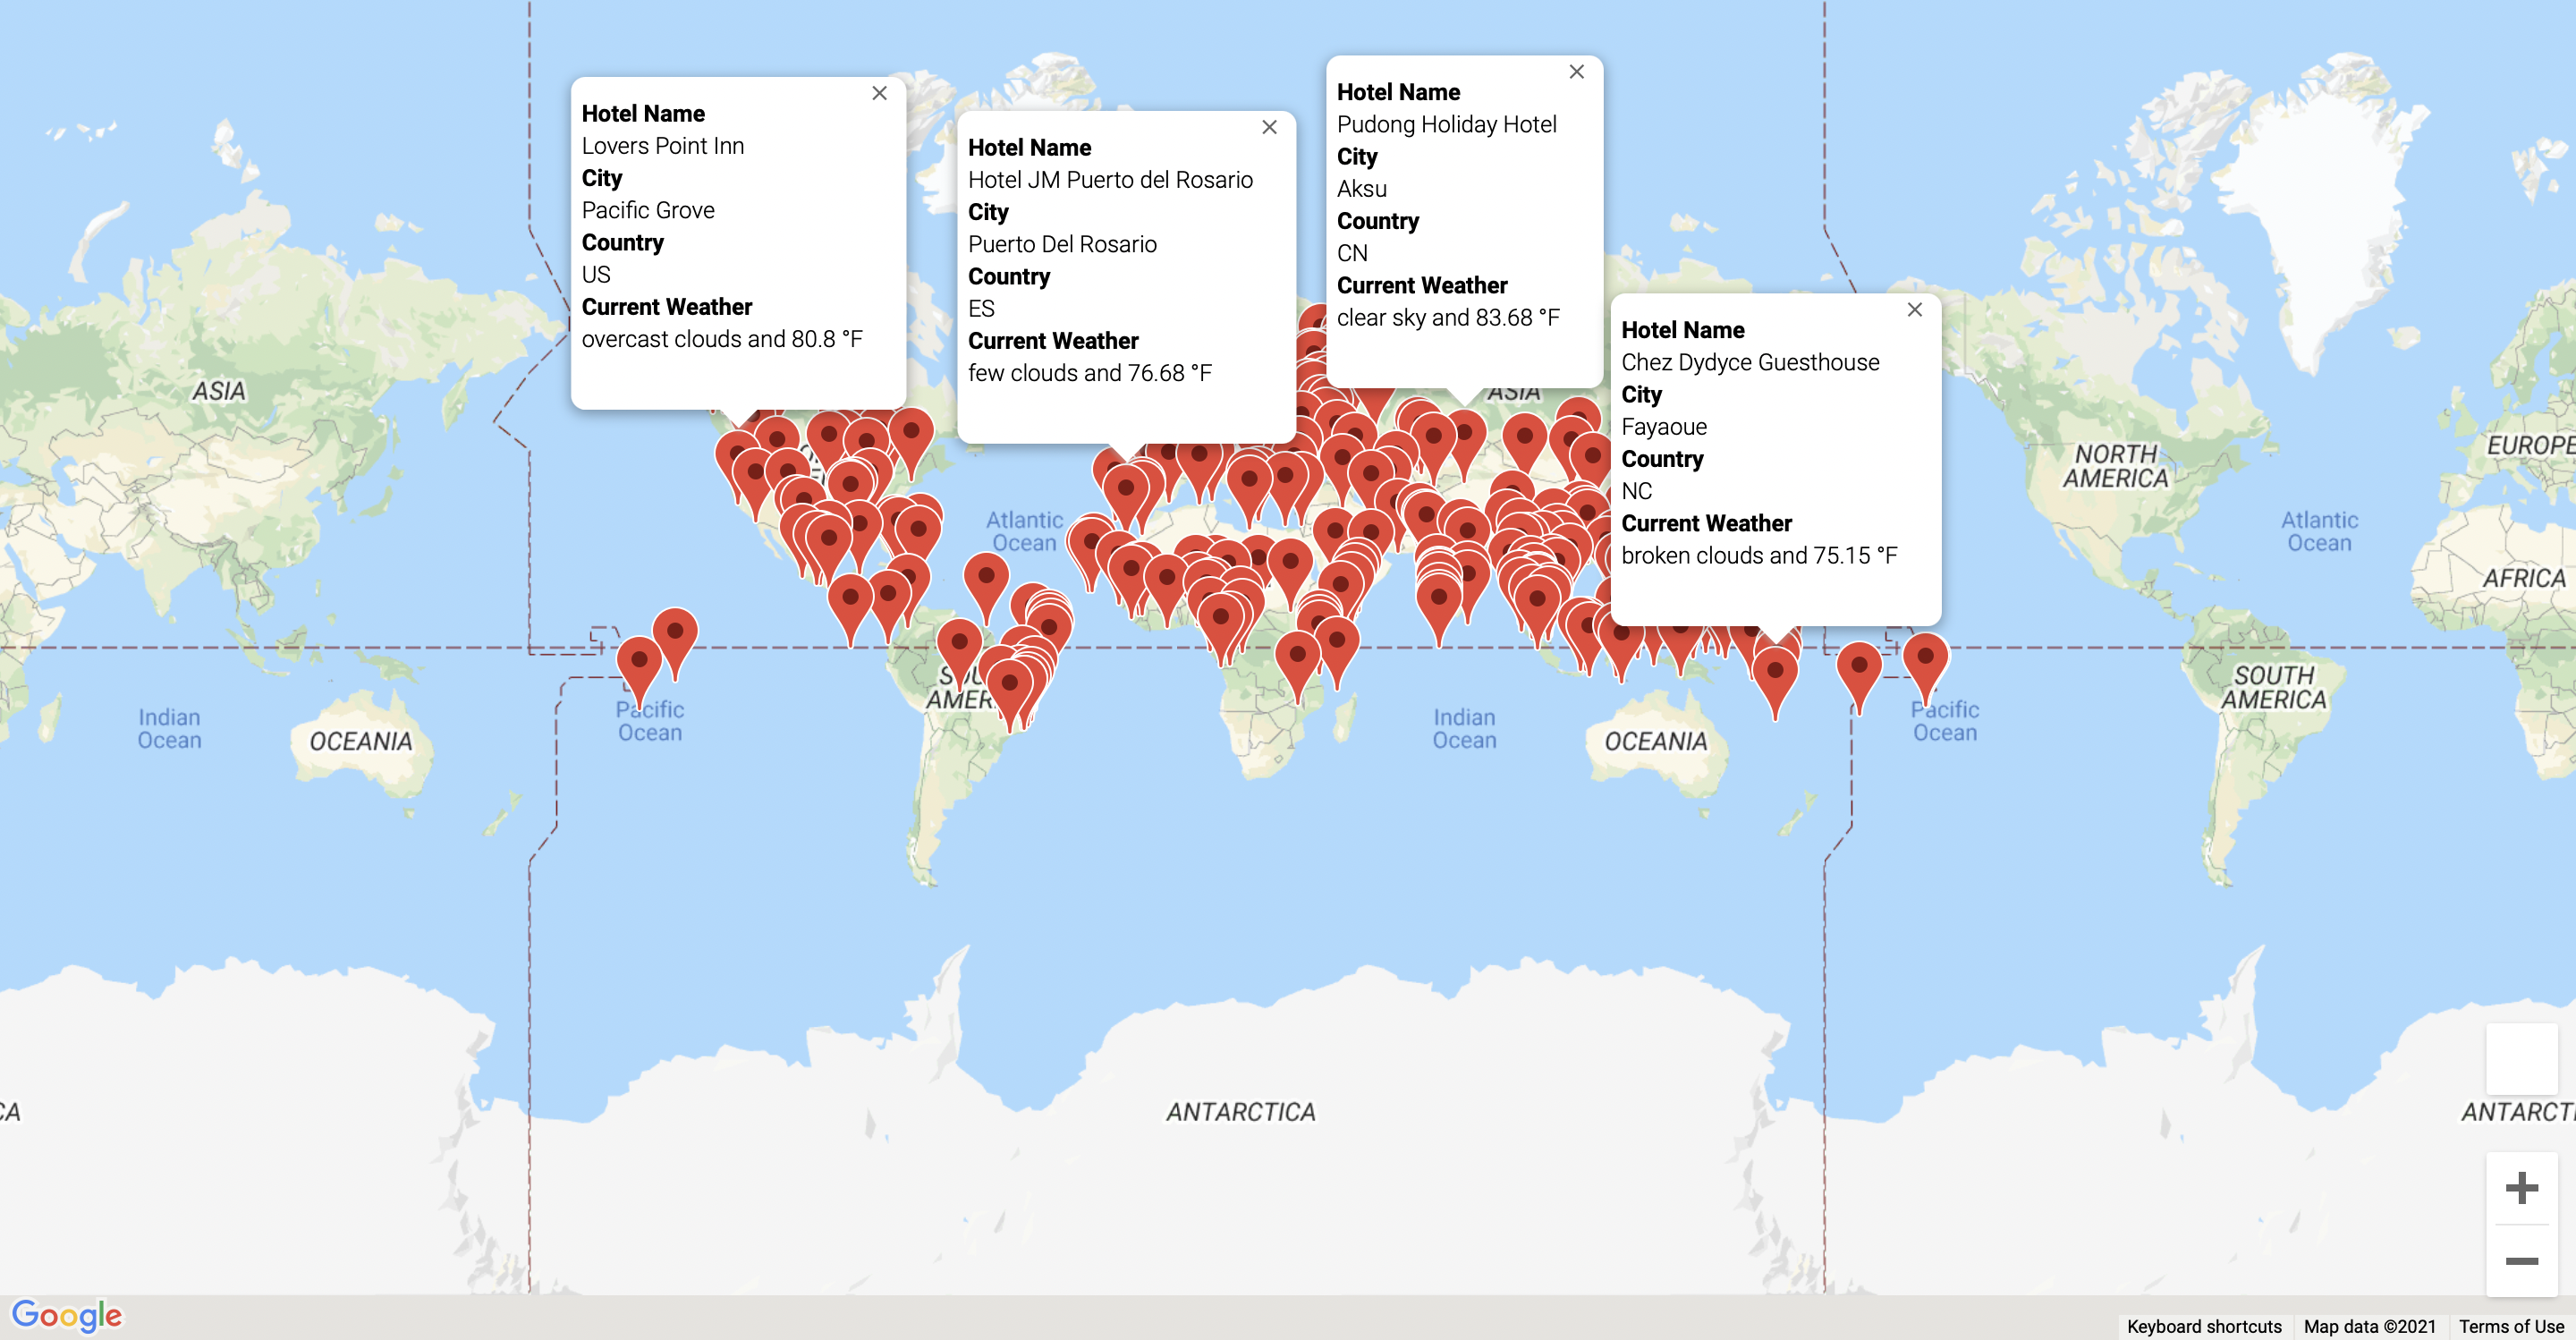 Hotel Name
Lovers Point Inn
City
Pacific Grove
Country
US
Current Weather
overcast clouds and 80.8 °F
Hotel Name
Hotel JM Puerto del Rosario
City
Puerto Del Rosario
Country
ES
Current Weather
few clouds and 76.68 °F
Hotel Name
Pudong Holiday Hotel
City
Aksu
Country
CN
Current Weather
clear sky and 83.68 °F
Hotel Name
Chez Dydyce Guesthouse
City
Fayaoue
Country
NC
Current Weather
broken clouds and 75.15 °F
ASIA
ASIA
NORTH
AMERICA
EUROPE
Atlantic
Ocean
Atlantic
Ocean
AFRICA
SOUTH
AMERICA
Indian
Ocean
OCEANIA
Pacific
Ocean
Indian
Ocean
OCEANIA
Pacific
Ocean
ANTARCTICA
Google
Keyboard shortcuts
Map data ©2021
Terms of Use